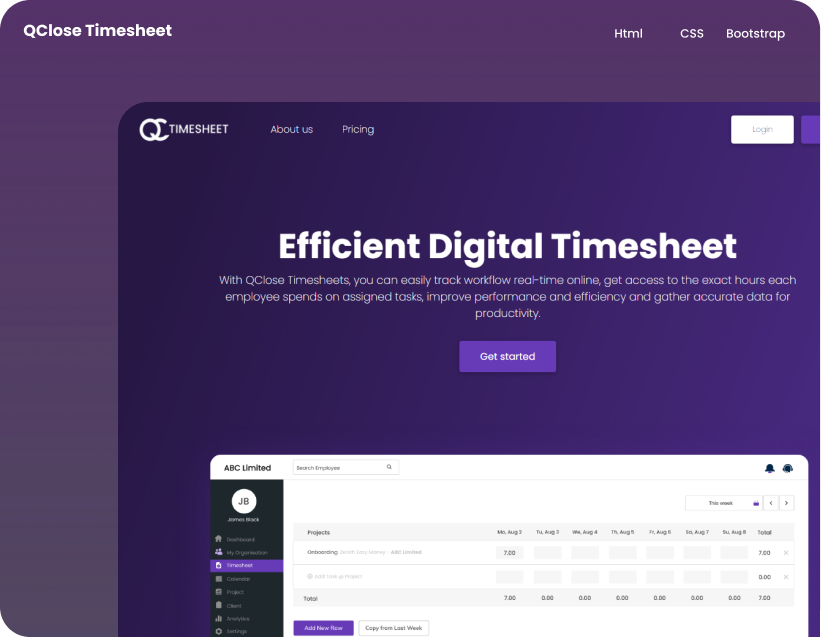 QClose Timesheet
Html CSS Bootstrap
QC TIMESHEET About us Pricing Login
Efficient Digital Timesheet
With QClose Timesheets, you can easily track workflow real-time online, get access to the exact hours each
employee spends on assigned tasks, improve performance and efficiency and gather accurate data for
productivity.
Get started
ABC Limited Search Employee
JB
James Black
This week
Projects Mo, Aug 3 Tu, Aug 3 We, Aug 4 Th, Aug 5 Fr, Aug 6 Sa, Aug 7 Su, Aug 8 Total
Dashboard
My Organisation
Timesheet
Calendar
Project
Client
Analytics
Settings
Onboarding Zenith Easy Money - ABC Limited 7.00 7.00
Add Task or Project 0.00
Total 7.00 0.00 0.00 0.00 0.00 0.00 0.00 7.00
Add New Row Copy from Last Week